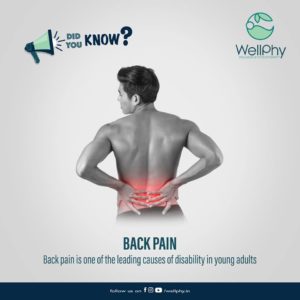 DID YOU KNOW?
WellPhy
BACK PAIN
Back pain is one of the leading causes of disability in young adults
follow us on /wellphy.in